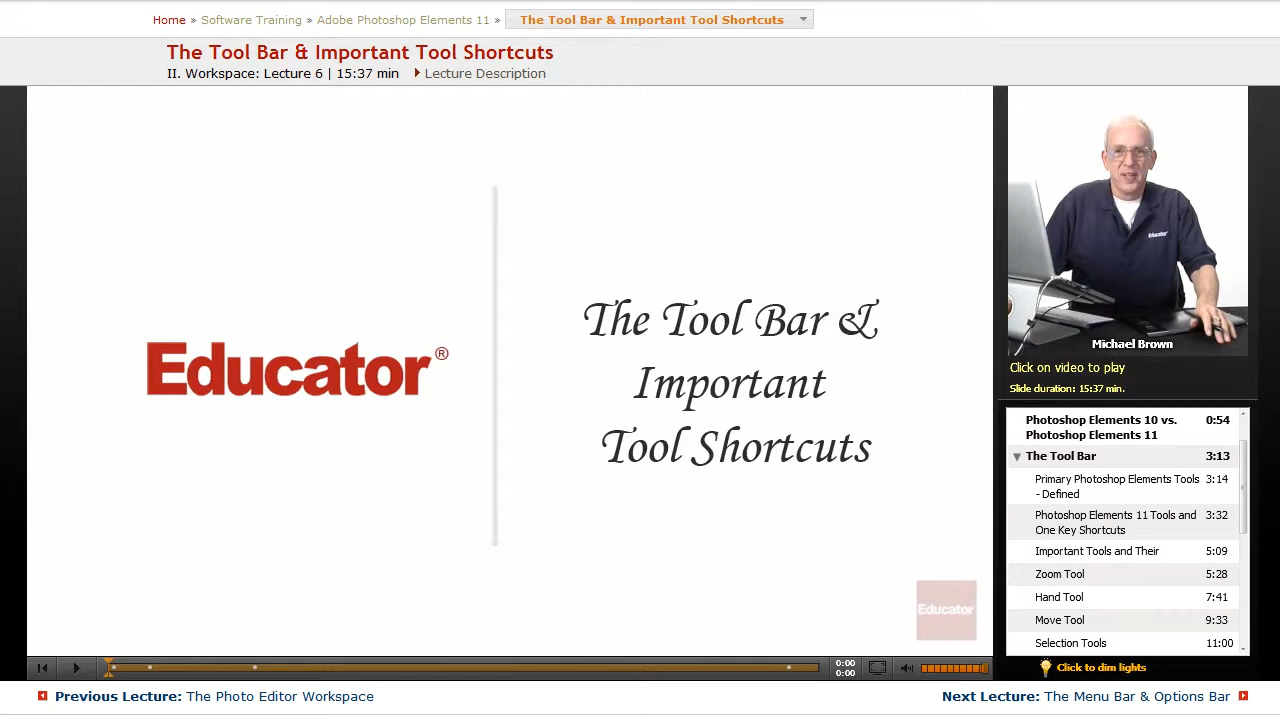 Home » Software Training » Adobe Photoshop Elements 11 » The Tool Bar & Important Tool Shortcuts
The Tool Bar & Important Tool Shortcuts
II. Workspace: Lecture 6 | 15:37 min Lecture Description
Educator®
The Tool Bar &
Important
Tool Shortcuts
Educator
Educator
Michael Brown
Click on video to play
Slide duration: 15:37 min.
Photoshop Elements 10 vs. 0:54
Photoshop Elements 11
The Tool Bar 3:13
Primary Photoshop Elements Tools 3:14
- Defined
Photoshop Elements 11 Tools and 3:32
One Key Shortcuts
Important Tools and Their 5:09
Zoom Tool 5:28
Hand Tool 7:41
Move Tool 9:33
Selection Tools 11:00
0:00
0:00
Click to dim lights
Previous Lecture: The Photo Editor Workspace
Next Lecture: The Menu Bar & Options Bar